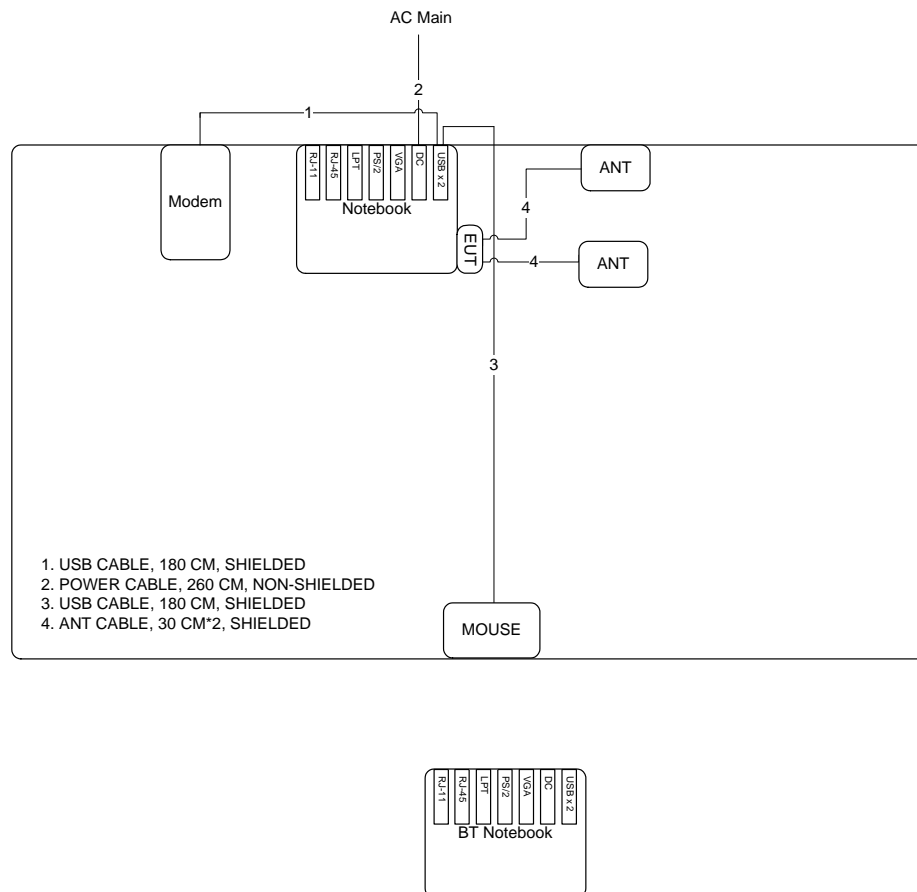 AC Main
2
1
RJ-11
RJ-45
LPT
PS/2
VGA
DC
USB x 2
Notebook
Modem
EUT
ANT
4
ANT
4
3
1. USB CABLE, 180 CM, SHIELDED
2. POWER CABLE, 260 CM, NON-SHIELDED
3. USB CABLE, 180 CM, SHIELDED
4. ANT CABLE, 30 CM*2, SHIELDED
MOUSE
RJ-11
RJ-45
LPT
PS/2
VGA
DC
USB x 2
BT Notebook